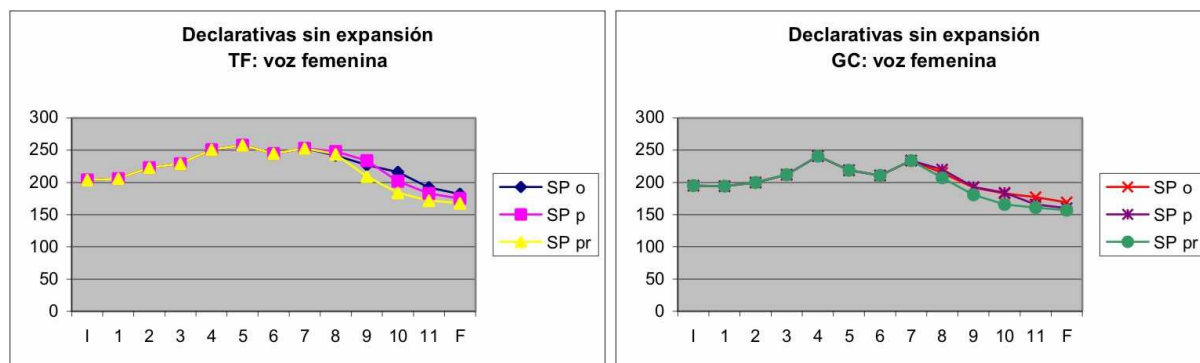 Declarativas sin expansión
TF: voz femenina
300
250
200
150
100
50
0
I 1 2 3 4 5 6 7 8 9 10 11 F
SP o
SP p
SP pr
Declarativas sin expansión
GC: voz femenina
300
250
200
150
100
50
0
I 1 2 3 4 5 6 7 8 9 10 11 F
SP o
SP p
SP pr